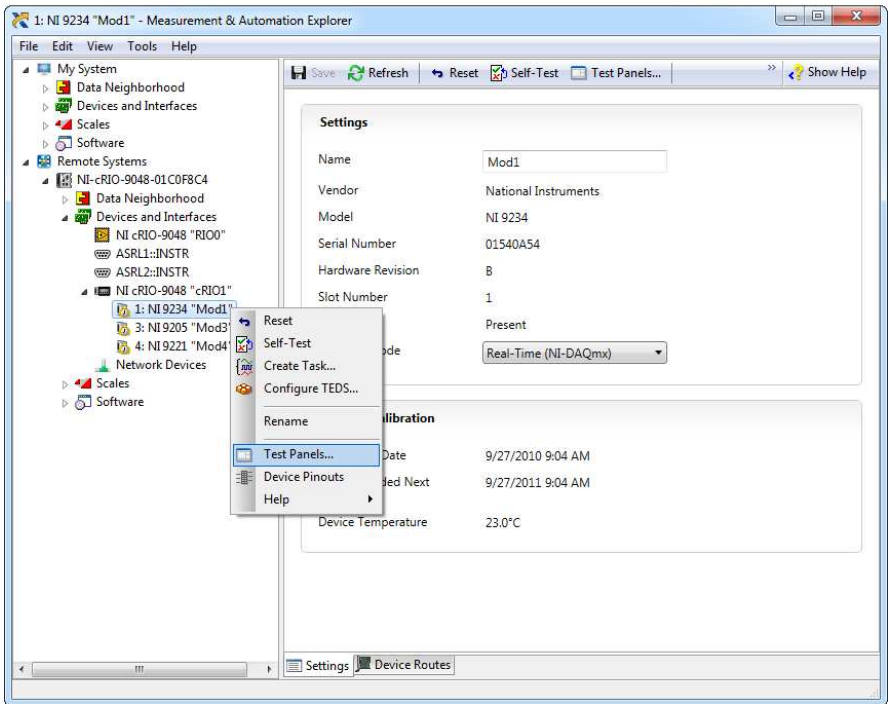 1: NI 9234 "Mod1" - Measurement & Automation Explorer
File Edit View Tools Help
My System
Data Neighborhood
Devices and Interfaces
Scales
Software
Remote Systems
NI-cRIO-9048-01C0F8C4
Data Neighborhood
Devices and Interfaces
NI cRIO-9048 "RIO0"
ASRL1::INSTR
ASRL2::INSTR
NI cRIO-9048 "cRIO1"
1: NI 9234 "Mod1"
3: NI 9205 "Mod3"
4: NI 9221 "Mod4"
Network Devices
Scales
Software
Reset
Self-Test
Create Task...
Configure TEDS...
Rename
Test Panels...
Device Pinouts
Help
Save Refresh Reset Self-Test Test Panels... » Show Help
Settings
Name Mod1
Vendor National Instruments
Model NI 9234
Serial Number 01540A54
Hardware Revision B
Slot Number 1
Present
ode Real-Time (NI-DAQmx)
libration
Date 9/27/2010 9:04 AM
ded Next 9/27/2011 9:04 AM
Device Temperature 23.0°C
Settings Device Routes